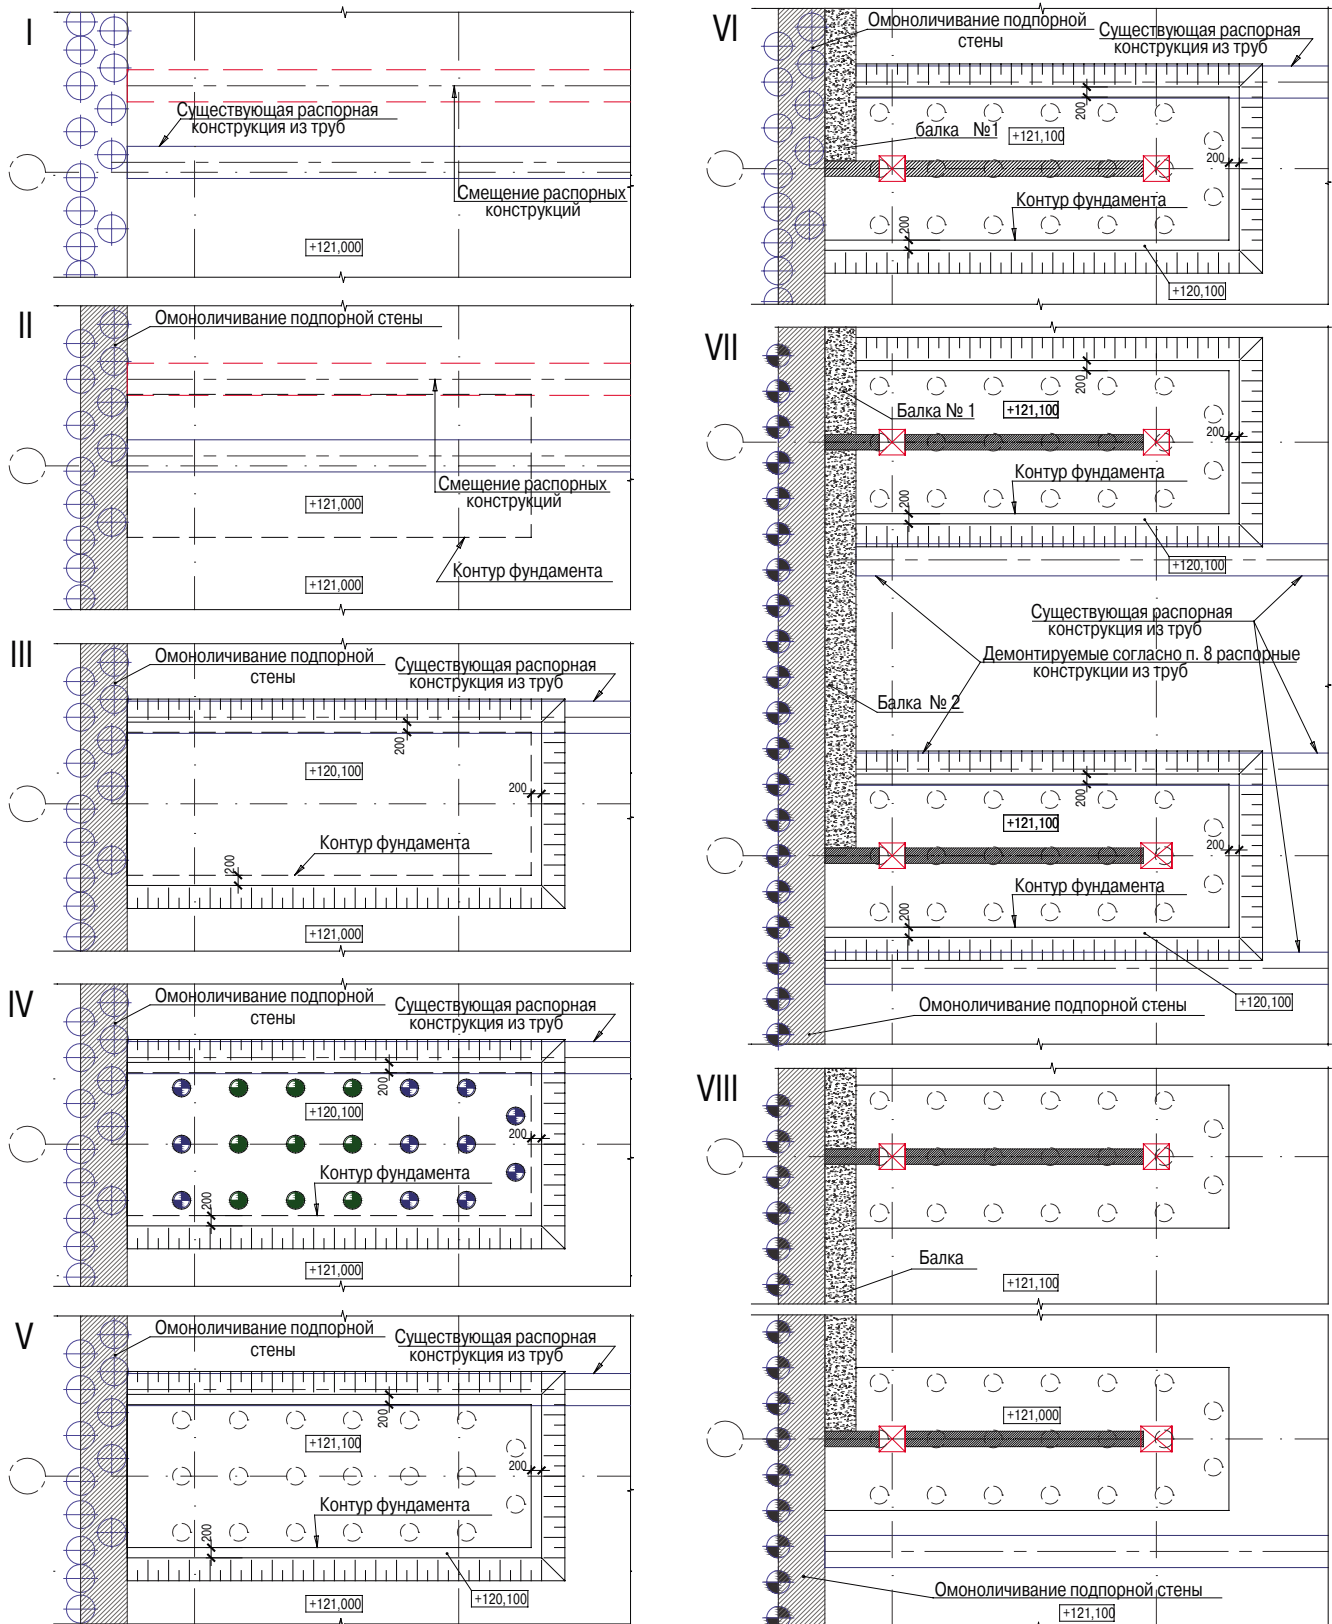 I
Существующая распорная
конструкция из труб
Смещение распорных
конструкций
+121,000
II
Омоноличивание подпорной стены
Смещение распорных
конструкций
+121,000
Контур фундамента
+121,000
III
Омоноличивание подпорной
стены
Существующая распорная
конструкция из труб
200
+120,100
200
Контур фундамента
200
+121,000
IV
Омоноличивание подпорной
стены
Существующая распорная
конструкция из труб
200
+120,100
200
Контур фундамента
200
+121,000
V
Омоноличивание подпорной
стены
Существующая распорная
конструкция из труб
200
+121,100
200
Контур фундамента
200
+120,100
+121,000
VI
Омоноличивание подпорной
стены
Существующая распорная
конструкция из труб
200
балка №1
+121,100
200
Контур фундамента
200
+120,100
VII
200
Балка № 1
+121,100
200
Контур фундамента
200
+120,100
Существующая распорная
конструкция из труб
Демонтируемые согласно п. 8 распорные
конструкции из труб
Балка № 2
200
+121,100
200
Контур фундамента
200
+120,100
Омоноличивание подпорной стены
VIII
Балка
+121,100
+121,000
Омоноличивание подпорной стены
+121,100